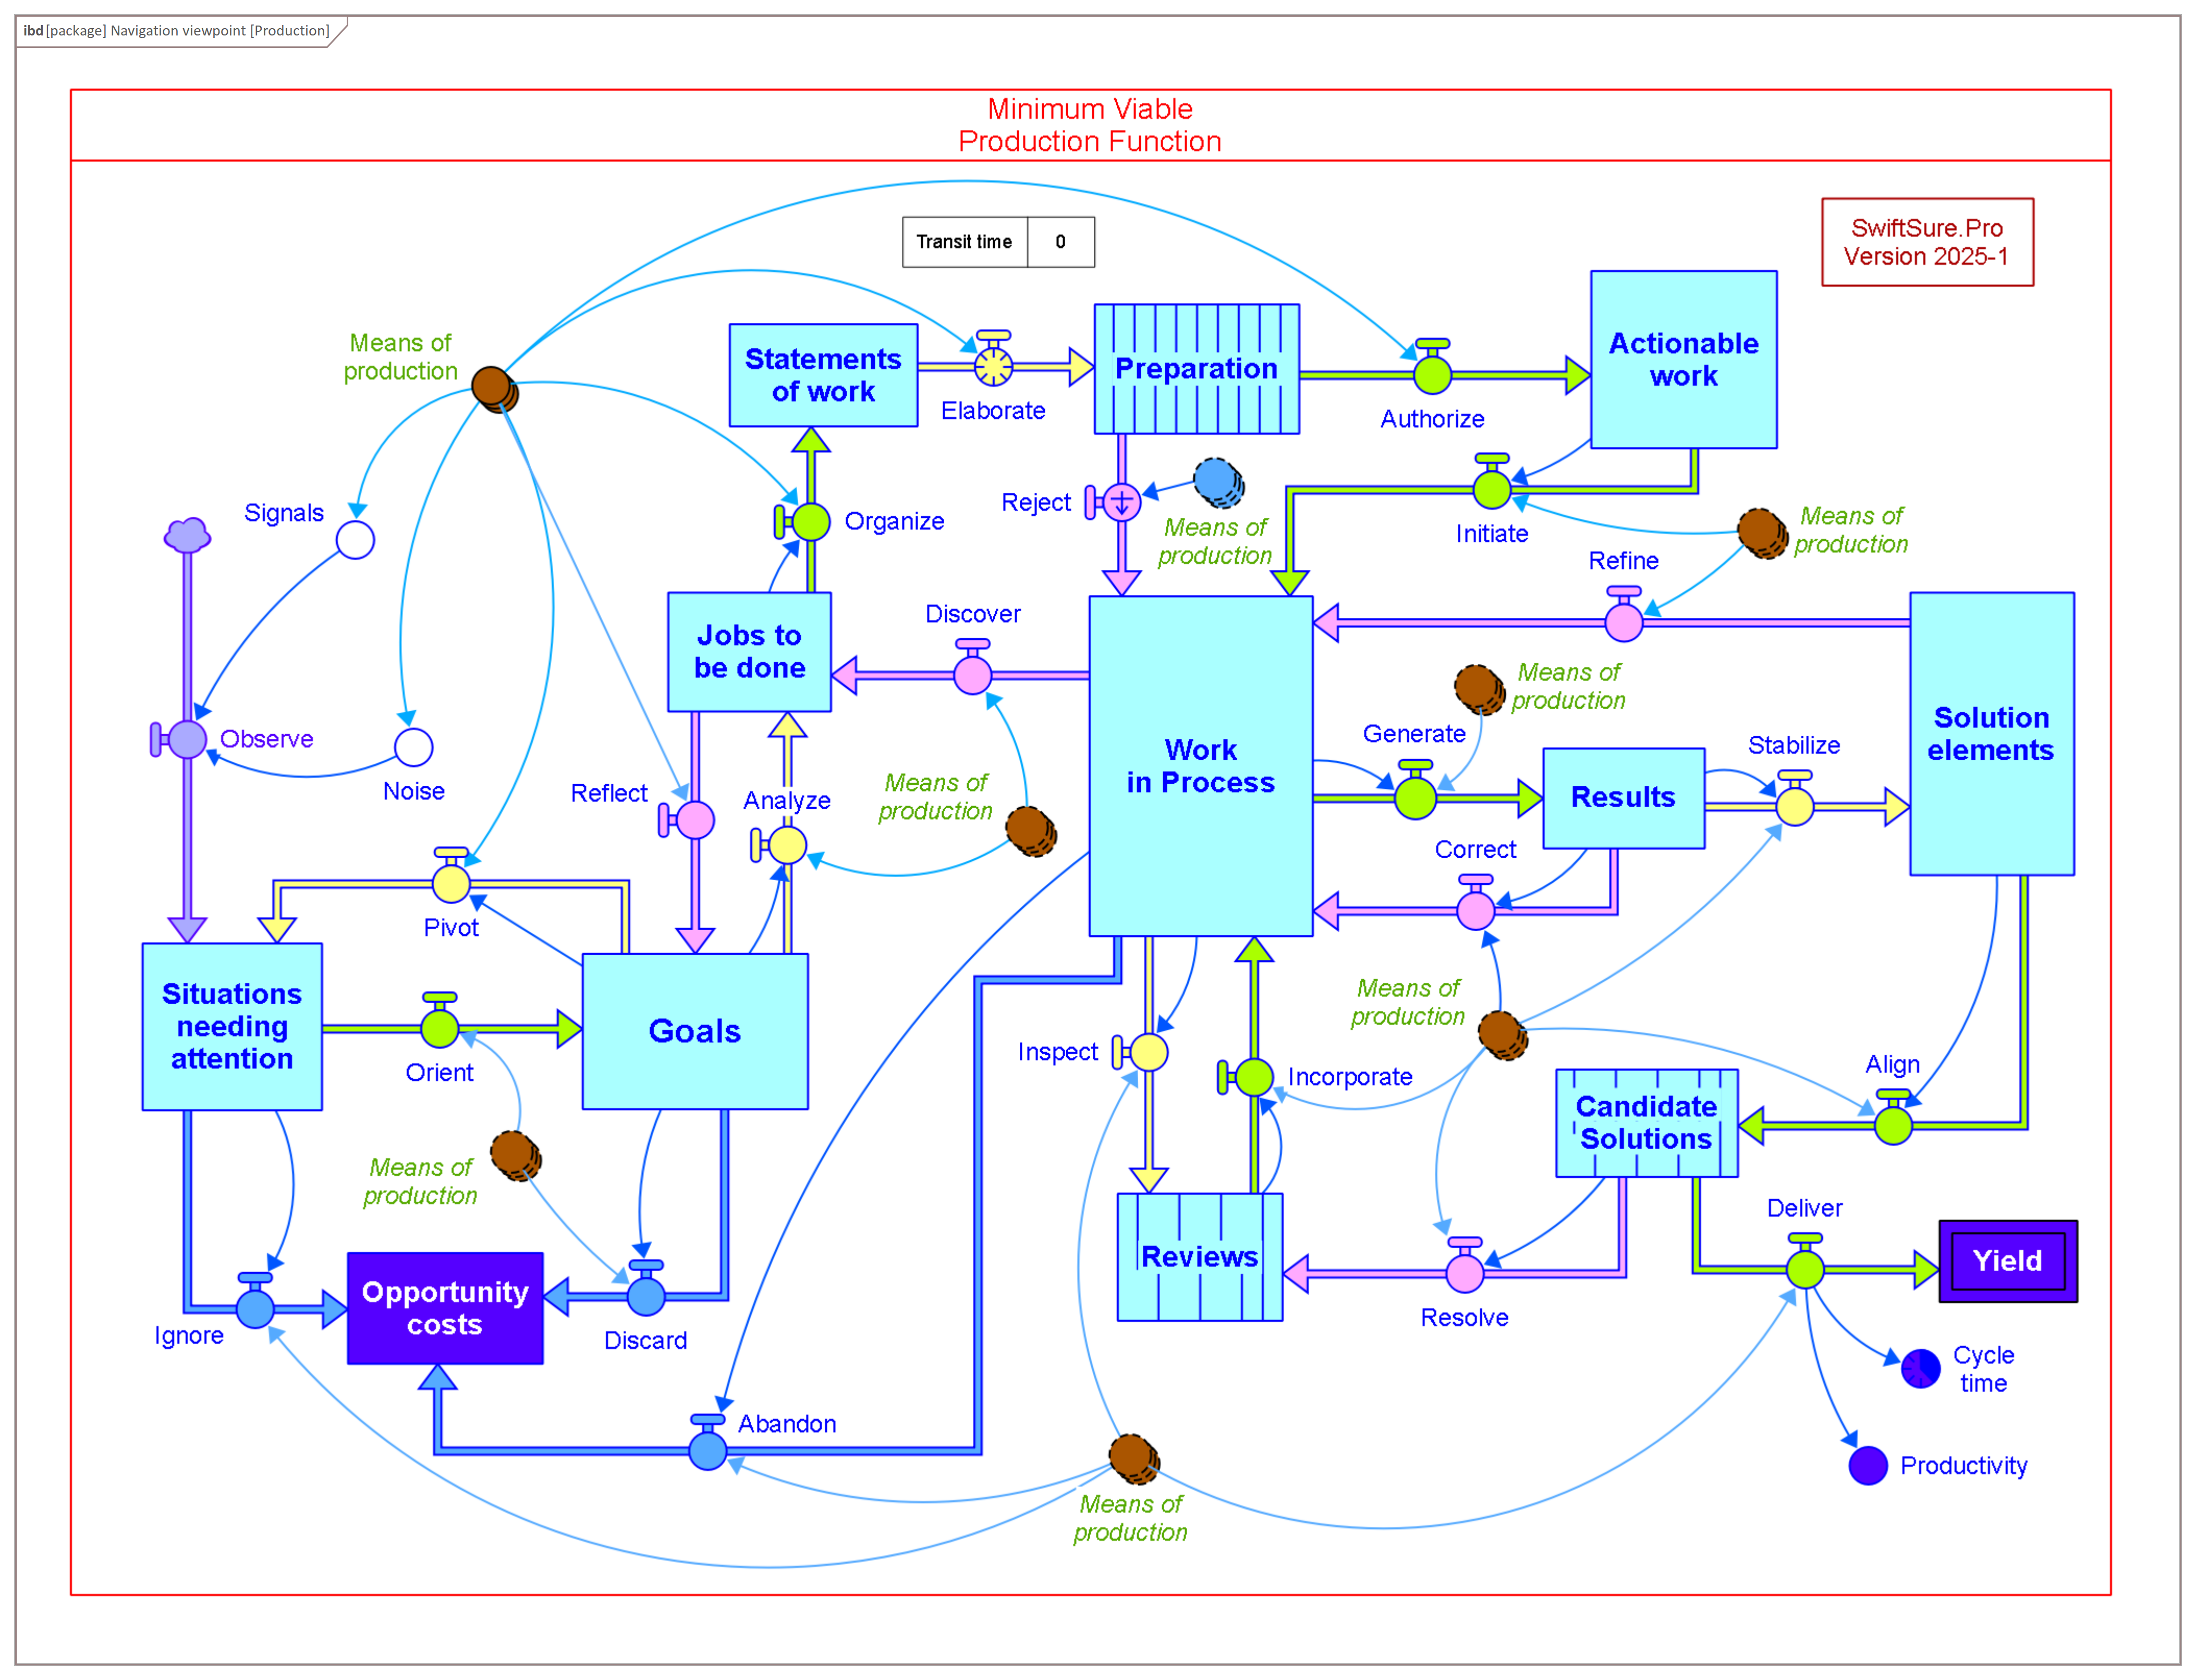 ibd [package] Navigation viewpoint [Production]
Minimum Viable
Production Function
SwiftSure.Pro
Version 2025-1
Transit time 0
Means of
production
Statements
of work
Elaborate
Preparation
Authorize
Actionable
work
Signals
Organize
Reject
Means of
production
Initiate
Means of
production
Refine
Jobs to
be done
Discover
Observe
Noise
Reflect
Analyze
Means of
production
Work
in Process
Generate
Means of
production
Results
Stabilize
Solution
elements
Correct
Pivot
Situations
needing
attention
Orient
Goals
Means of
production
Inspect
Incorporate
Means of
production
Align
Candidate
Solutions
Reviews
Resolve
Deliver
Yield
Ignore
Opportunity
costs
Discard
Abandon
Means of
production
Cycle
time
Productivity